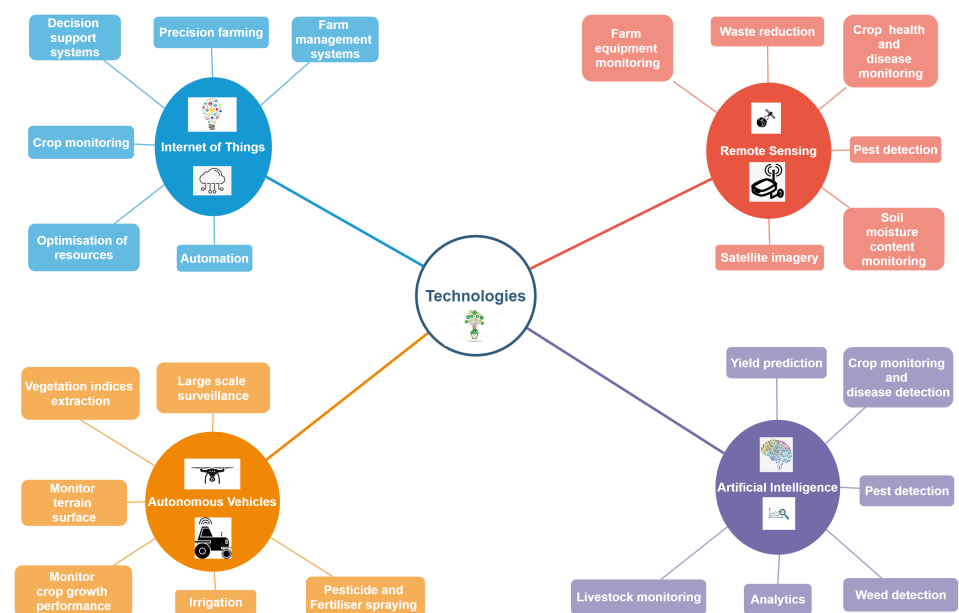 Decision
support
systems
Precision farming
Farm
management
systems
Crop monitoring
Internet of Things
Optimisation of
resources
Automation
Farm
equipment
monitoring
Waste reduction
Crop health
and
disease
monitoring
Remote Sensing
Pest detection
Satellite imagery
Soil
moisture
content
monitoring
Technologies
Vegetation indices
extraction
Large scale
surveillance
Monitor
terrain
surface
Autonomous Vehicles
Monitor
crop growth
performance
Irrigation
Pesticide and
Fertiliser spraying
Yield prediction
Crop monitoring
and
disease detection
Artificial Intelligence
Pest detection
Livestock monitoring
Analytics
Weed detection